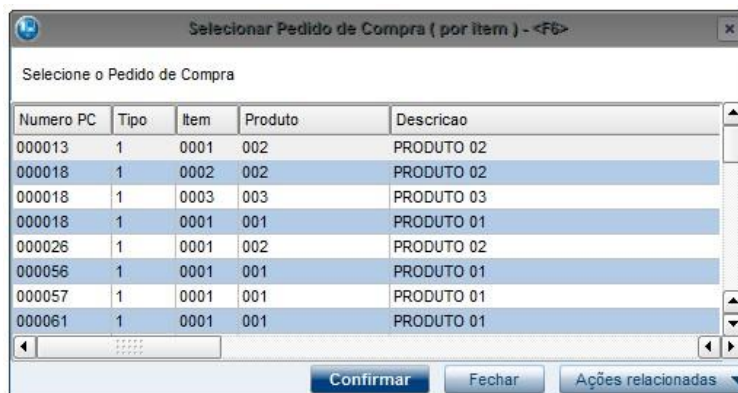 Selecionar Pedido de Compra ( por item ) - <F6>
Selecione o Pedido de Compra
Numero PC Tipo Item Produto Descricao
000013 1 0001 002 PRODUTO 02
000018 1 0002 002 PRODUTO 02
000018 1 0003 003 PRODUTO 03
000018 1 0001 001 PRODUTO 01
000026 1 0001 002 PRODUTO 02
000056 1 0001 001 PRODUTO 01
000057 1 0001 001 PRODUTO 01
000061 1 0001 001 PRODUTO 01
Confirmar Fechar Ações relacionadas